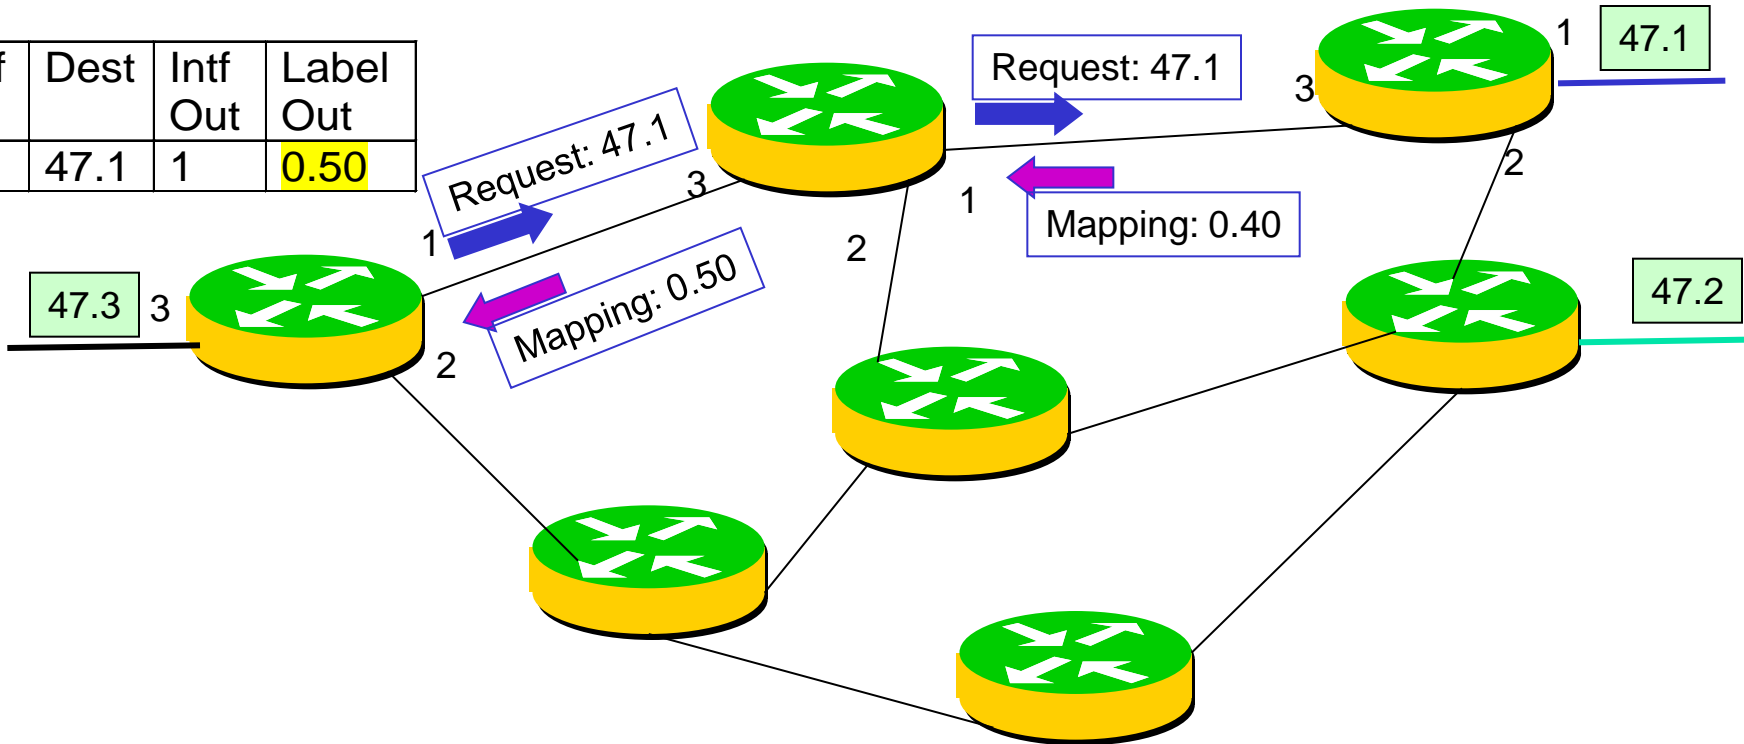 f Dest Intf Label
Out Out
47.1 1 0.50
Request: 47.1
Mapping: 0.50
Request: 47.1
Mapping: 0.40
1
47.1
3
2
3
1
2
1
47.3
3
2
47.2